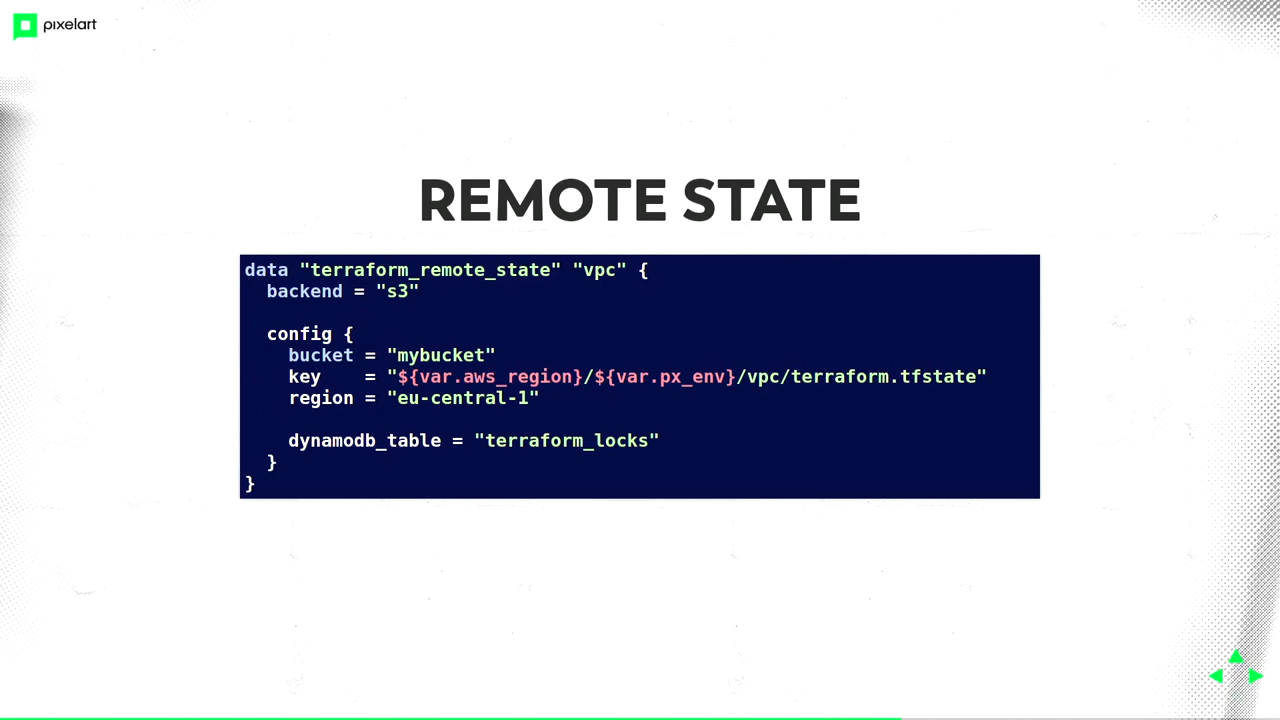 pixelart
REMOTE STATE
data "terraform_remote_state" "vpc" {
  backend = "s3"

  config {
    bucket = "mybucket"
    key    = "${var.aws_region}/${var.px_env}/vpc/terraform.tfstate"
    region = "eu-central-1"

    dynamodb_table = "terraform_locks"
  }
}